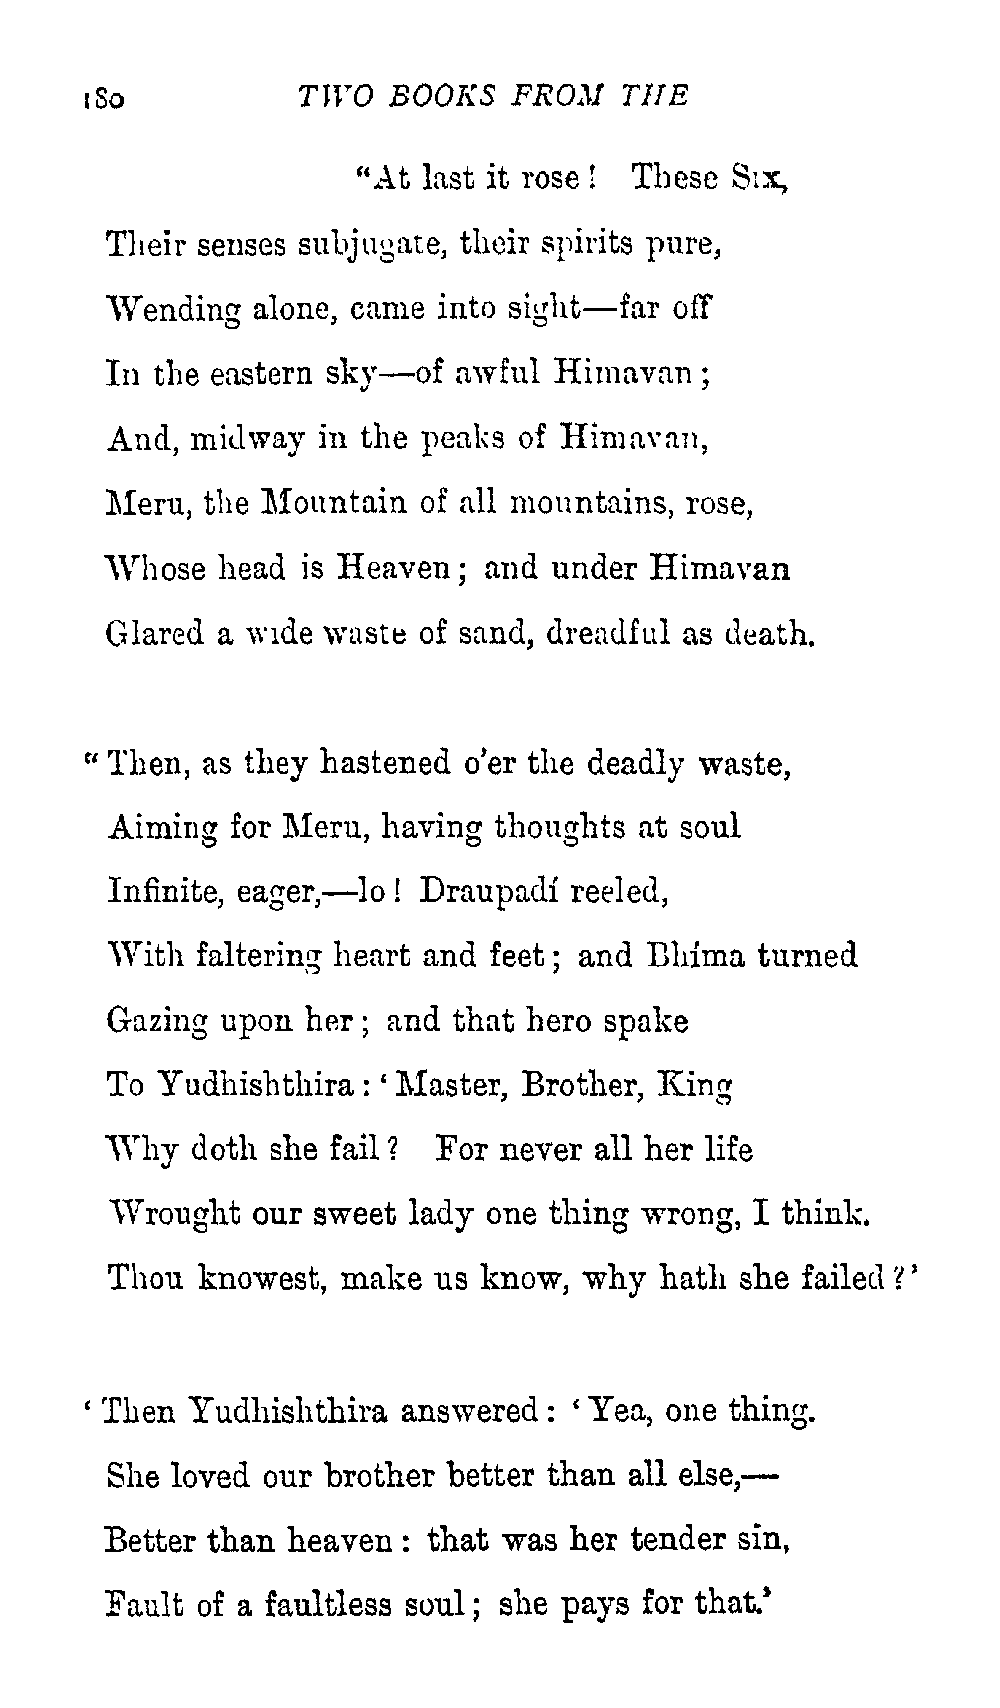 180 TWO BOOKS FROM THE
"At last it rose! These Six,
Their senses subjugate, their spirits pure,
Wending alone, came into sight—far off
In the eastern sky—of awful Himavan;
And, midway in the peaks of Himavan,
Meru, the Mountain of all mountains, rose,
Whose head is Heaven; and under Himavan
Glared a wide waste of sand, dreadful as death.
"Then, as they hastened o'er the deadly waste,
Aiming for Meru, having thoughts at soul
Infinite, eager,—lo! Draupadí reeled,
With faltering heart and feet; and Bhíma turned
Gazing upon her; and that hero spake
To Yudhishthira: 'Master, Brother, King
Why doth she fail? For never all her life
Wrought our sweet lady one thing wrong, I think.
Thou knowest, make us know, why hath she failed?'
'Then Yudhishthira answered: 'Yea, one thing.
She loved our brother better than all else,—
Better than heaven: that was her tender sin,
Fault of a faultless soul; she pays for that.'